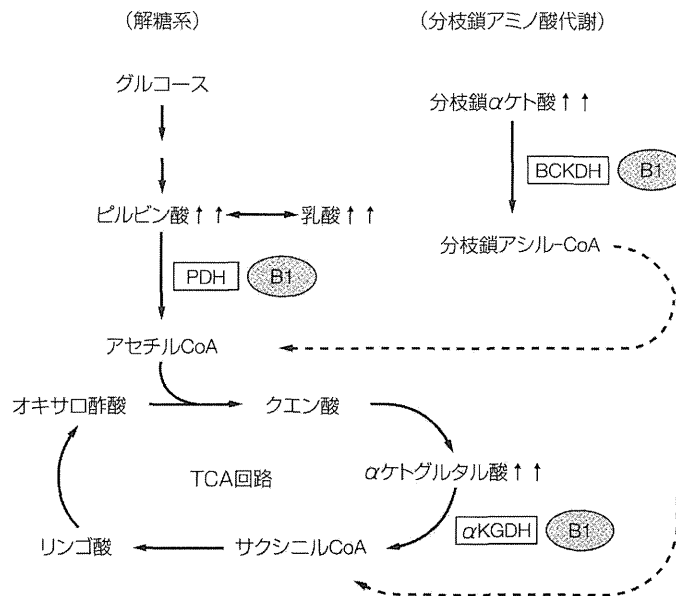 （解糖系）
（分枝鎖アミノ酸代謝）
グルコース
分枝鎖αケト酸↑↑
BCKDH
B1
ピルビン酸↑↑
乳酸↑↑
分枝鎖アシル-CoA
PDH
B1
アセチルCoA
オキサロ酢酸
クエン酸
TCA回路
αケトグルタル酸↑↑
αKGDH
B1
リンゴ酸
サクシニルCoA